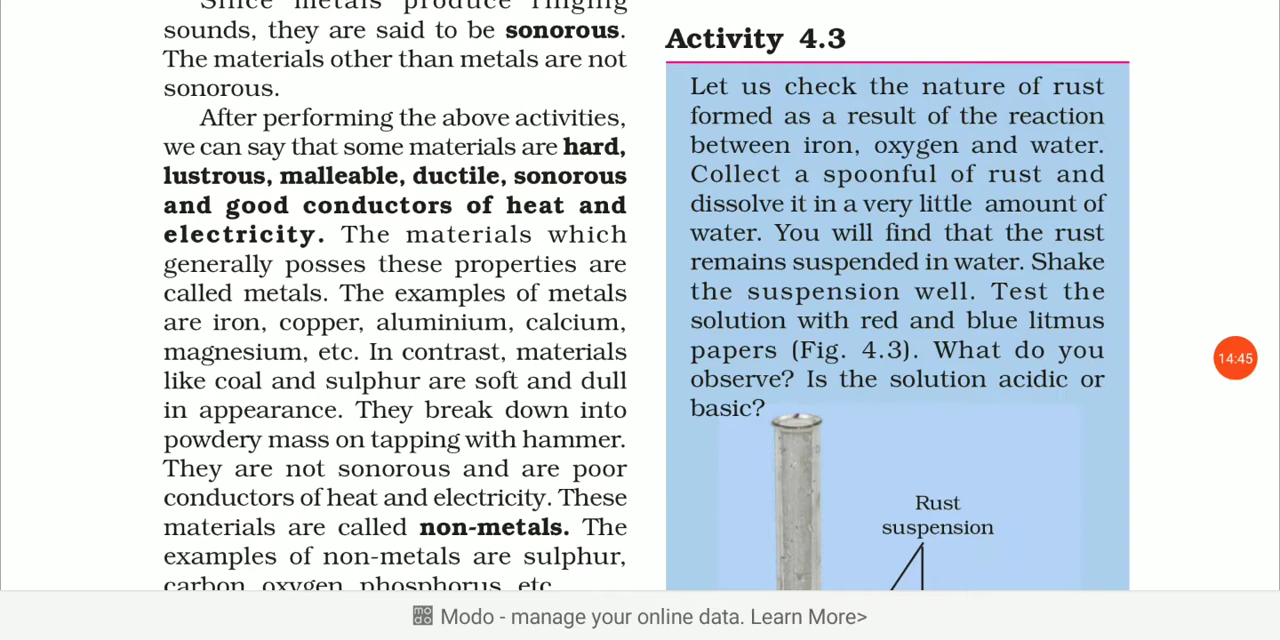 Since metals produce ringing
sounds, they are said to be sonorous.
The materials other than metals are not
sonorous.
After performing the above activities,
we can say that some materials are hard,
lustrous, malleable, ductile, sonorous
and good conductors of heat and
electricity. The materials which
generally posses these properties are
called metals. The examples of metals
are iron, copper, aluminium, calcium,
magnesium, etc. In contrast, materials
like coal and sulphur are soft and dull
in appearance. They break down into
powdery mass on tapping with hammer.
They are not sonorous and are poor
conductors of heat and electricity. These
materials are called non-metals. The
examples of non-metals are sulphur,
carbon, oxygen, phosphorus, etc.
Activity 4.3
Let us check the nature of rust
formed as a result of the reaction
between iron, oxygen and water.
Collect a spoonful of rust and
dissolve it in a very little amount of
water. You will find that the rust
remains suspended in water. Shake
the suspension well. Test the
solution with red and blue litmus
papers (Fig. 4.3). What do you
observe? Is the solution acidic or
basic?
Rust
suspension
14:45
modo Modo - manage your online data. Learn More>